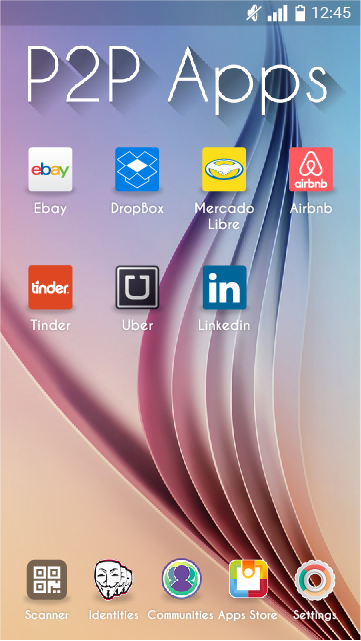 12:45
P2P Apps
ebay
airbnb
Ebay
DropBox
Mercado
Libre
Airbnb
tinder
in
Tinder
Uber
Linkedin
Scanner
Identities
Communities
Apps Store
Settings